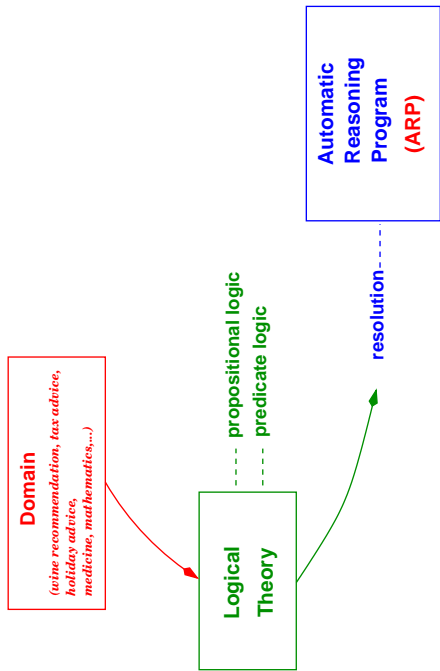 Domain
(wine recommendation, tax advice,
holiday advice,
medicine, mathematics,...)
Logical
Theory
propositional logic
predicate logic
resolution
Automatic
Reasoning
Program
(ARP)